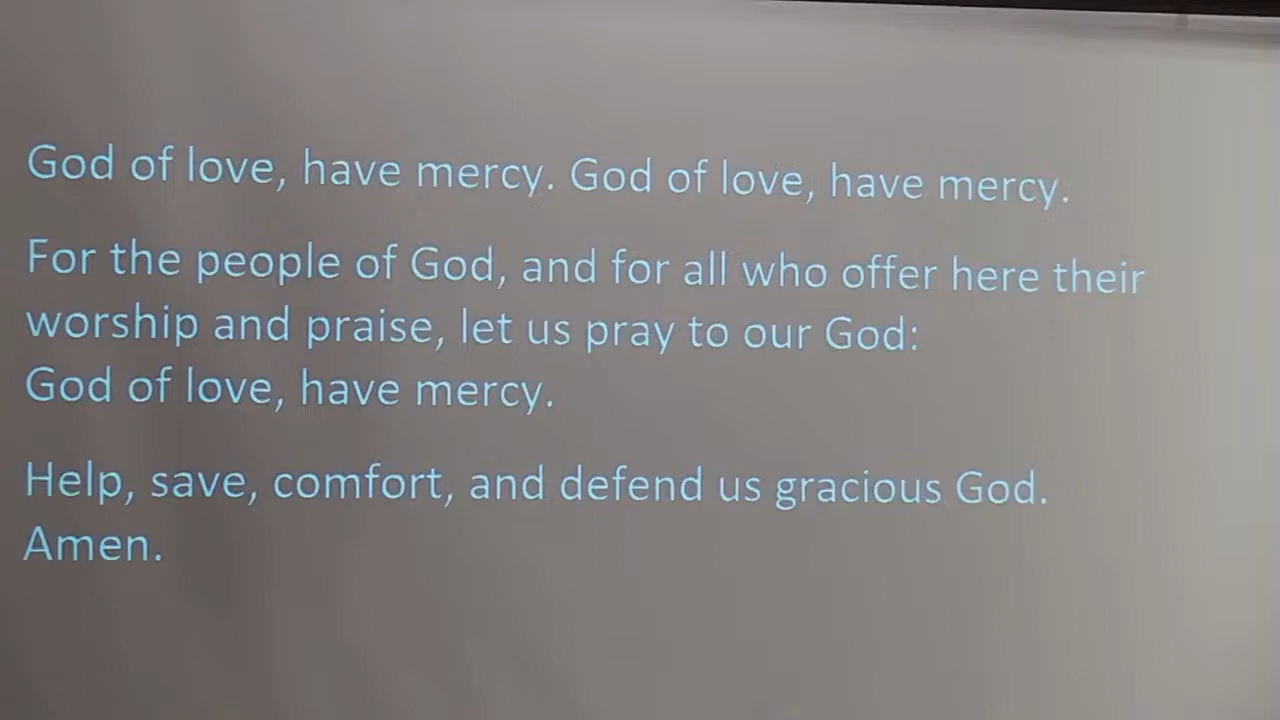 God of love, have mercy. God of love, have mercy.
For the people of God, and for all who offer here their
worship and praise, let us pray to our God:
God of love, have mercy.
Help, save, comfort, and defend us gracious God.
Amen.